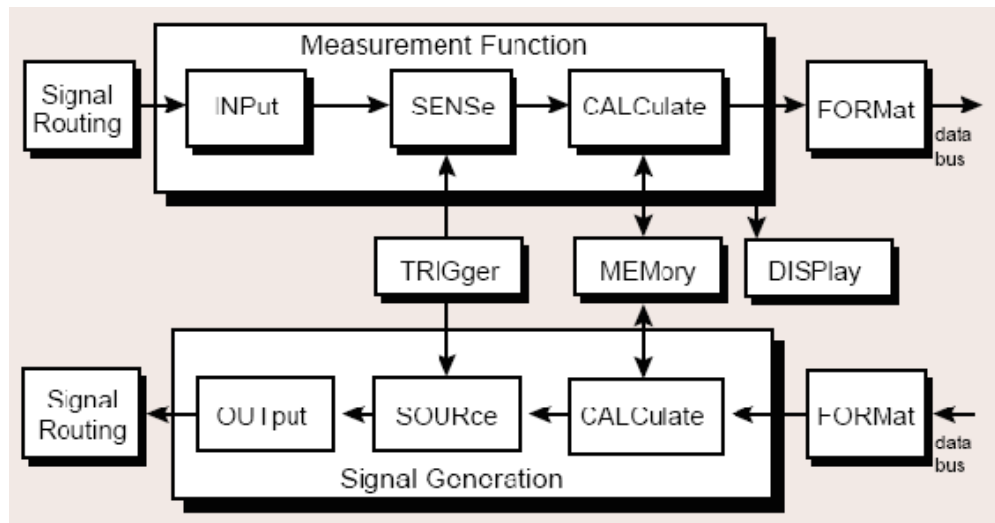 Measurement Function
Signal
Routing
INPut
SENSe
CALCulate
FORMat
data
bus
TRIGger
MEMory
DISPlay
Signal
Routing
OUTput
SOURce
CALCulate
FORMat
data
bus
Signal Generation